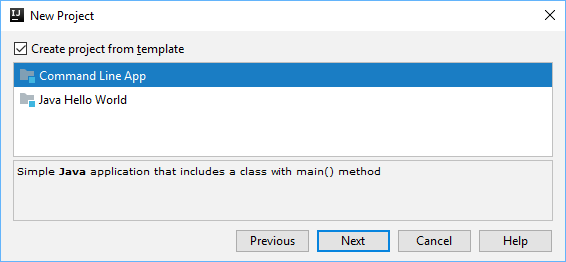 IJ New Project
Create project from template
Command Line App
Java Hello World
Simple Java application that includes a class with main() method
Previous Next Cancel Help